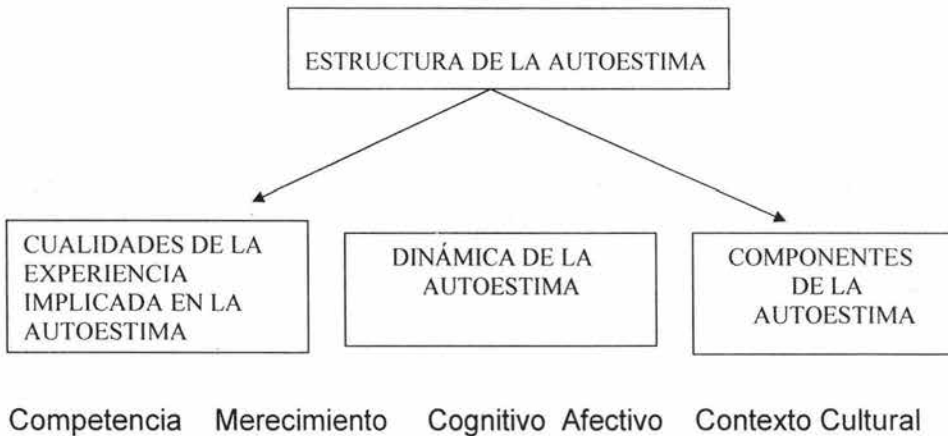 ESTRUCTURA DE LA AUTOESTIMA
CUALIDADES DE LA
EXPERIENCIA
IMPLICADA EN LA
AUTOESTIMA
DINÁMICA DE LA
AUTOESTIMA
COMPONENTES
DE LA
AUTOESTIMA
Competencia Merecimiento Cognitivo Afectivo Contexto Cultural